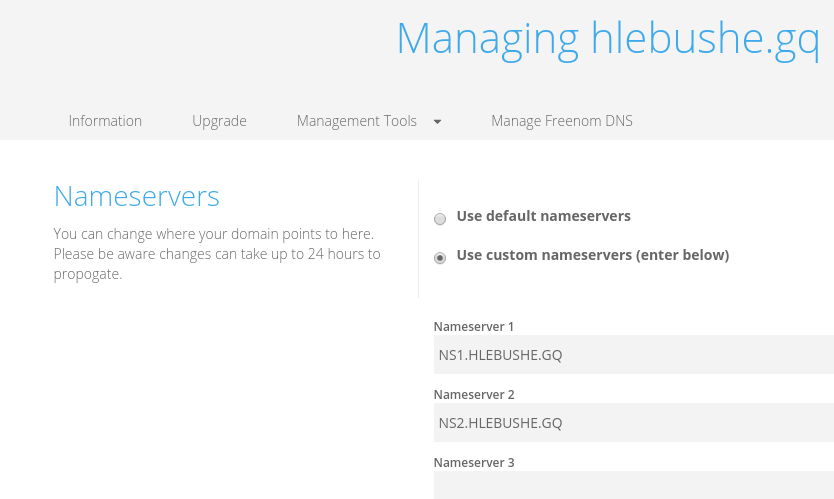 Managing hlebushe.gq
Information
Upgrade
Management Tools
Manage Freenom DNS
Nameservers
You can change where your domain points to here.
Please be aware changes can take up to 24 hours to
propogate.
Use default nameservers
Use custom nameservers (enter below)
Nameserver 1
NS1.HLEBUSHE.GQ
Nameserver 2
NS2.HLEBUSHE.GQ
Nameserver 3